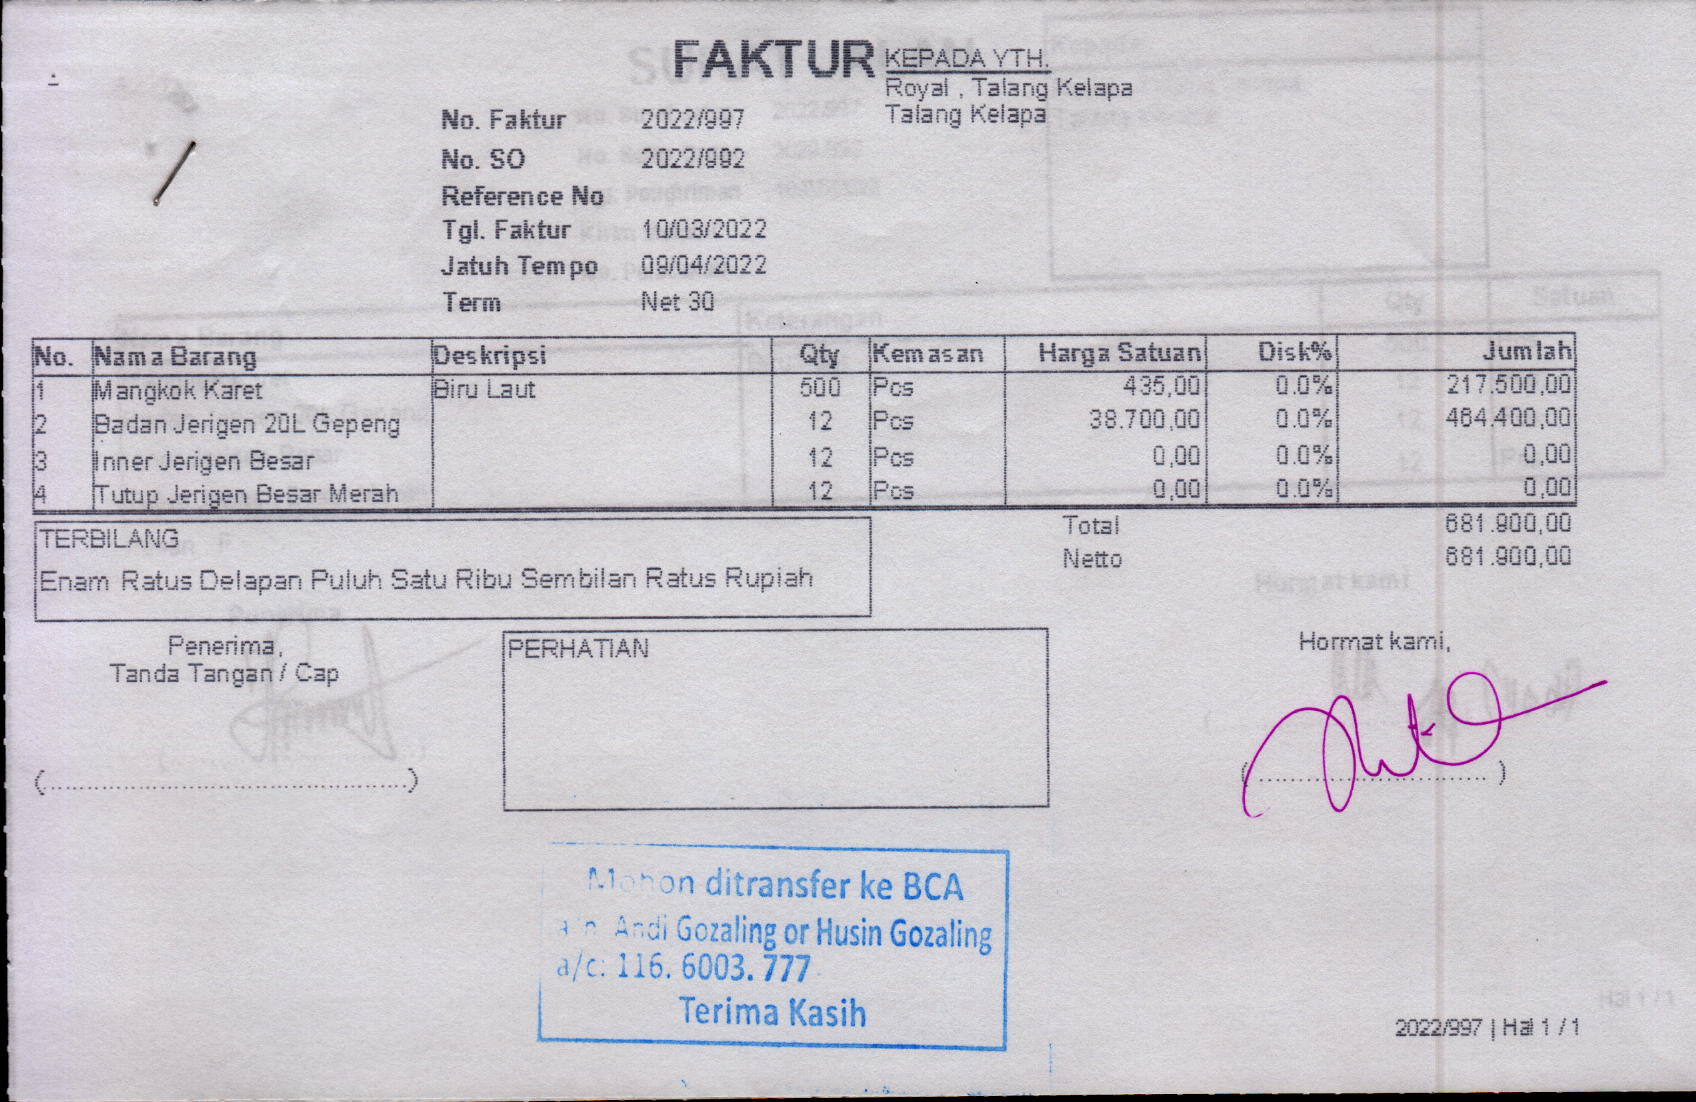 FAKTUR
KEPADA YTH.
Royal , Talang Kelapa
Talang Kelapa
No. Faktur 2022/997
No. SO 2022/992
Reference No
Tgl. Faktur 10/03/2022
Jatuh Tempo 09/04/2022
Term Net 30
No. Nama Barang Deskripsi Qty Kemasan Harga Satuan Disk% Jumlah
1 Mangkok Karet Biru Laut 500 Pcs 435,00 0.0% 217.500,00
2 Badan Jerigen 20L Gepeng 12 Pcs 38.700,00 0.0% 464.400,00
3 Inner Jerigen Besar 12 Pcs 0,00 0.0% 0,00
4 Tutup Jerigen Besar Merah 12 Pcs 0,00 0.0% 0,00
Total 681.900,00
Netto 681.900,00
TERBILANG
Enam Ratus Delapan Puluh Satu Ribu Sembilan Ratus Rupiah
Penerima,
Tanda Tangan / Cap
(..............................................)
PERHATIAN
Hormat kami,
(..............................)
Mohon ditransfer ke BCA
a/n Andi Gozaling or Husin Gozaling
a/c: 116. 6003. 777
Terima Kasih
2022/997 | Hal 1 / 1